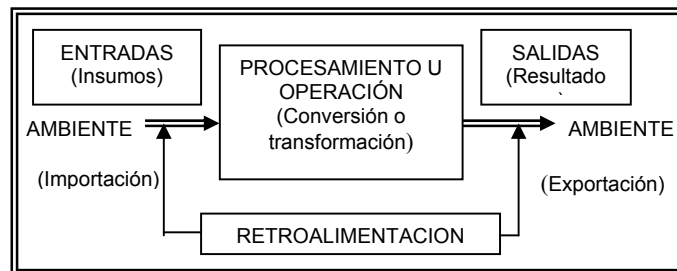 ENTRADAS
(Insumos)
PROCESAMIENTO U
OPERACIÓN
(Conversión o
transformación)
SALIDAS
(Resultado
AMBIENTE
AMBIENTE
(Importación)
(Exportación)
RETROALIMENTACION